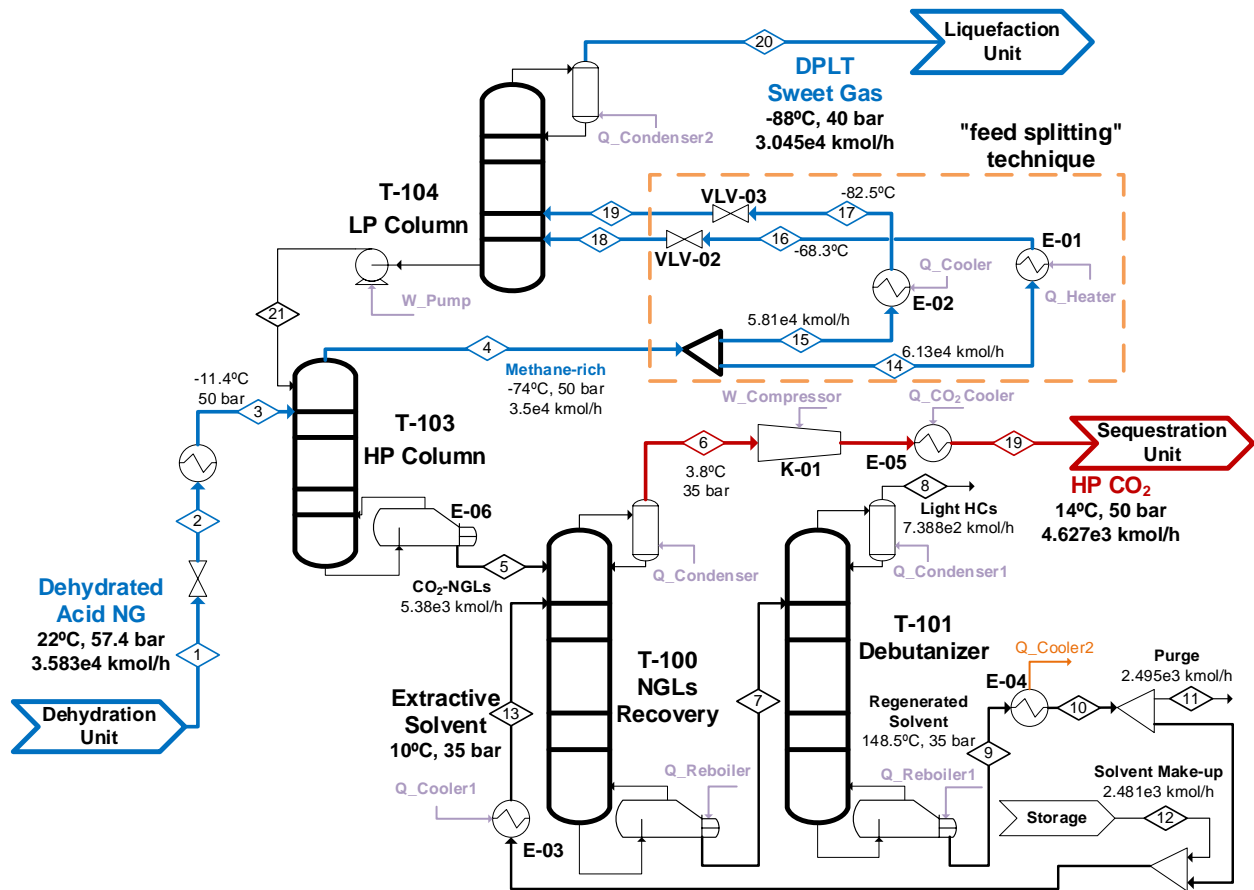 20
Liquefaction
Unit
DPLT
Sweet Gas
-88ºC, 40 bar
3.045e4 kmol/h
Q_Condenser2
"feed splitting"
technique
T-104
LP Column
VLV-03
-82.5ºC
19
17
18
VLV-02
16
-68.3ºC
E-01
Q_Cooler
E-02
Q_Heater
W_Pump
21
5.81e4 kmol/h
15
6.13e4 kmol/h
14
4
Methane-rich
-74ºC, 50 bar
3.5e4 kmol/h
-11.4ºC
50 bar
3
T-103
HP Column
W_Compressor
Q_CO₂ Cooler
6
3.8ºC
35 bar
K-01
E-05
19
Sequestration
Unit
HP CO₂
14ºC, 50 bar
4.627e3 kmol/h
2
E-06
5
CO₂-NGLs
5.38e3 kmol/h
Q_Condenser
8
Light HCs
7.388e2 kmol/h
Q_Condenser1
Dehydrated
Acid NG
22ºC, 57.4 bar
3.583e4 kmol/h
1
Dehydration
Unit
T-100
NGLs
Recovery
7
T-101
Debutanizer
Extractive
Solvent
10ºC, 35 bar
13
Q_Cooler2
E-04
10
Purge
2.495e3 kmol/h
11
Regenerated
Solvent
148.5ºC, 35 bar
9
Q_Cooler1
E-03
Q_Reboiler
Q_Reboiler1
Solvent Make-up
2.481e3 kmol/h
Storage
12